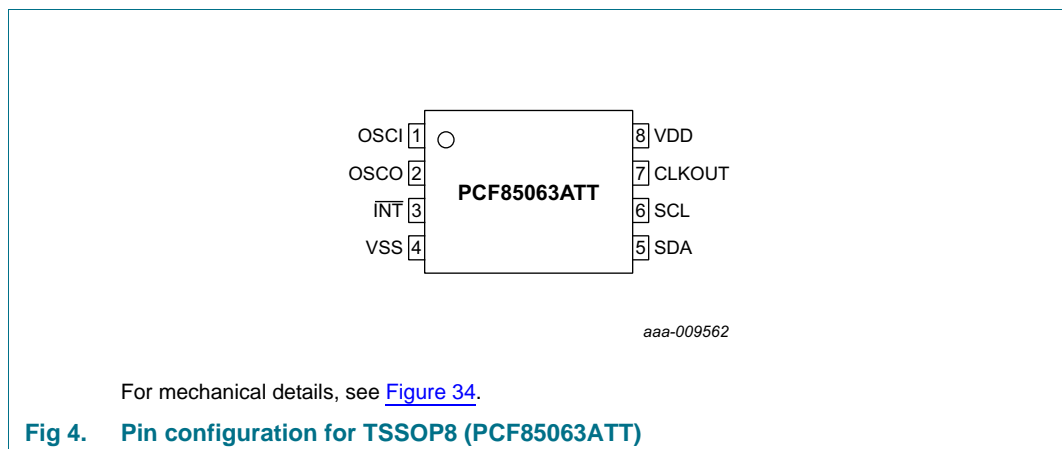 OSCI 1 8 VDD
OSCO 2 7 CLKOUT
PCF85063ATT
INT 3 6 SCL
VSS 4 5 SDA
aaa-009562
For mechanical details, see Figure 34.
Fig 4. Pin configuration for TSSOP8 (PCF85063ATT)